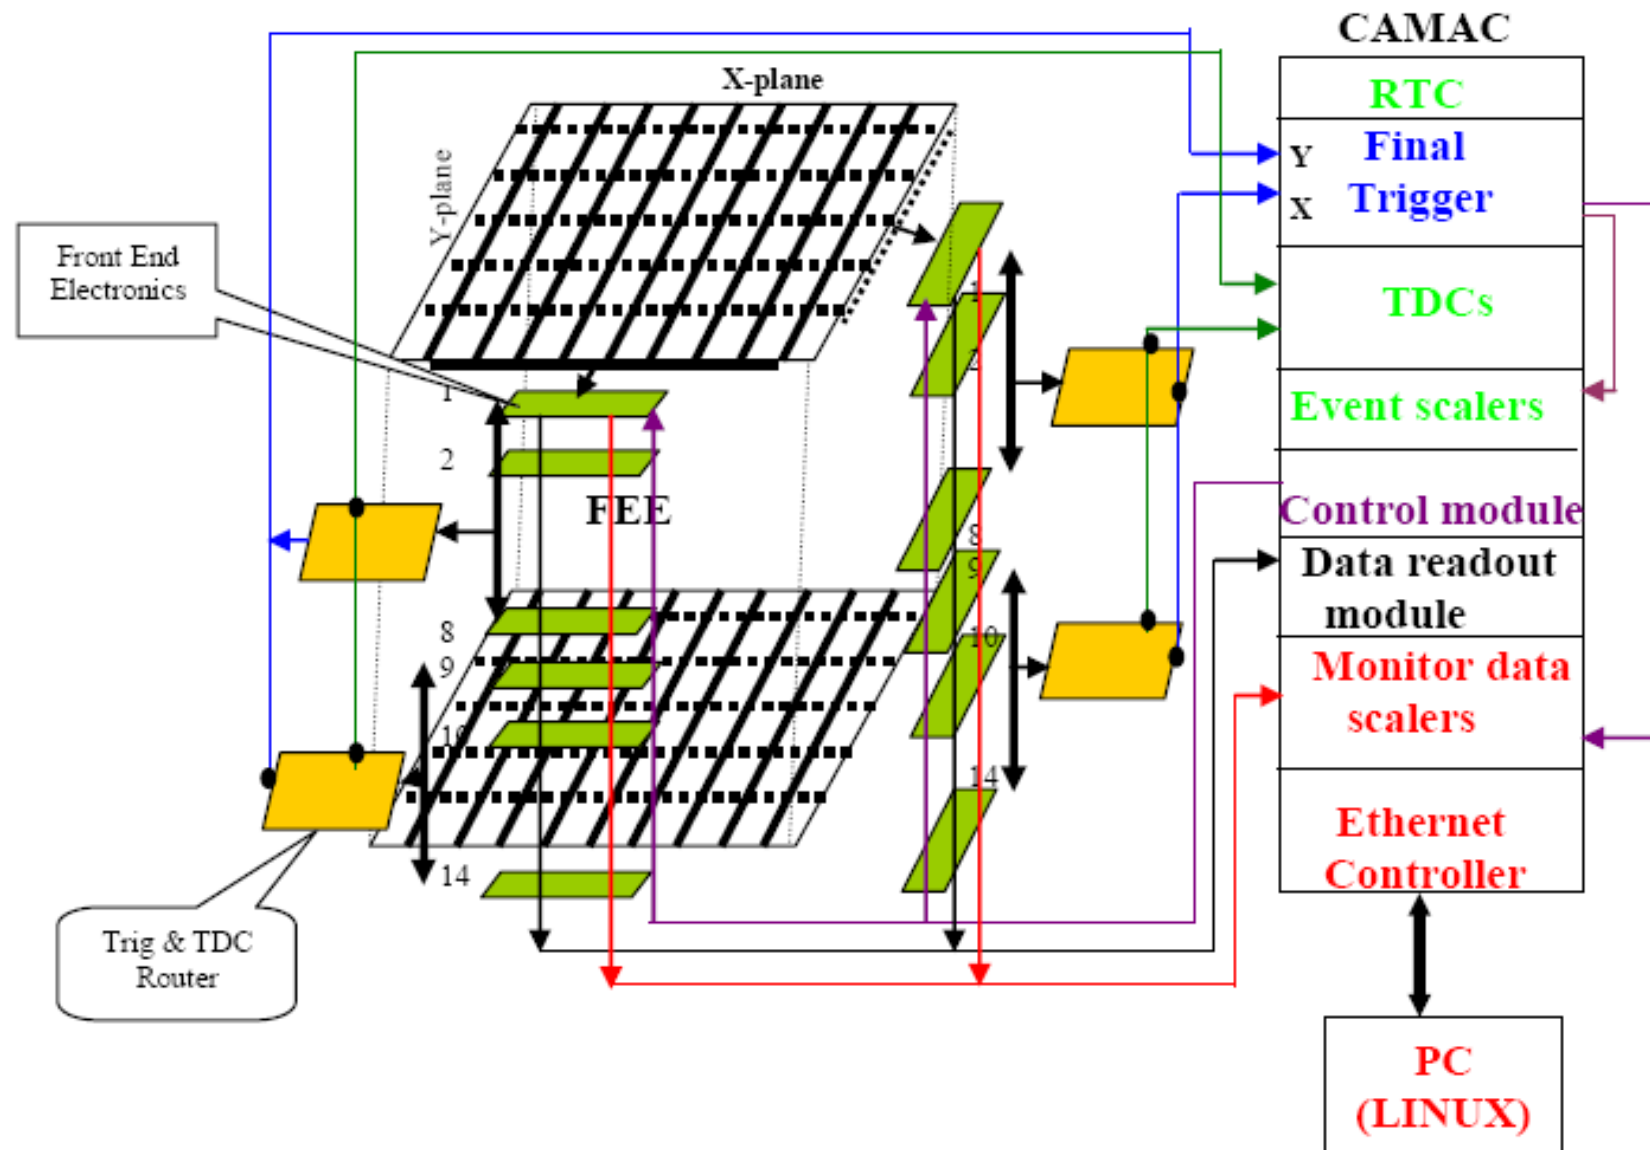 CAMAC
X-plane
Y-plane
Front End
Electronics
1
2
FEE
8
9
10
14
Trig & TDC
Router
1
8
9
10
14
RTC
Y
Final
X
Trigger
TDCs
Event scalers
Control module
Data readout
module
Monitor data
scalers
Ethernet
Controller
PC
(LINUX)